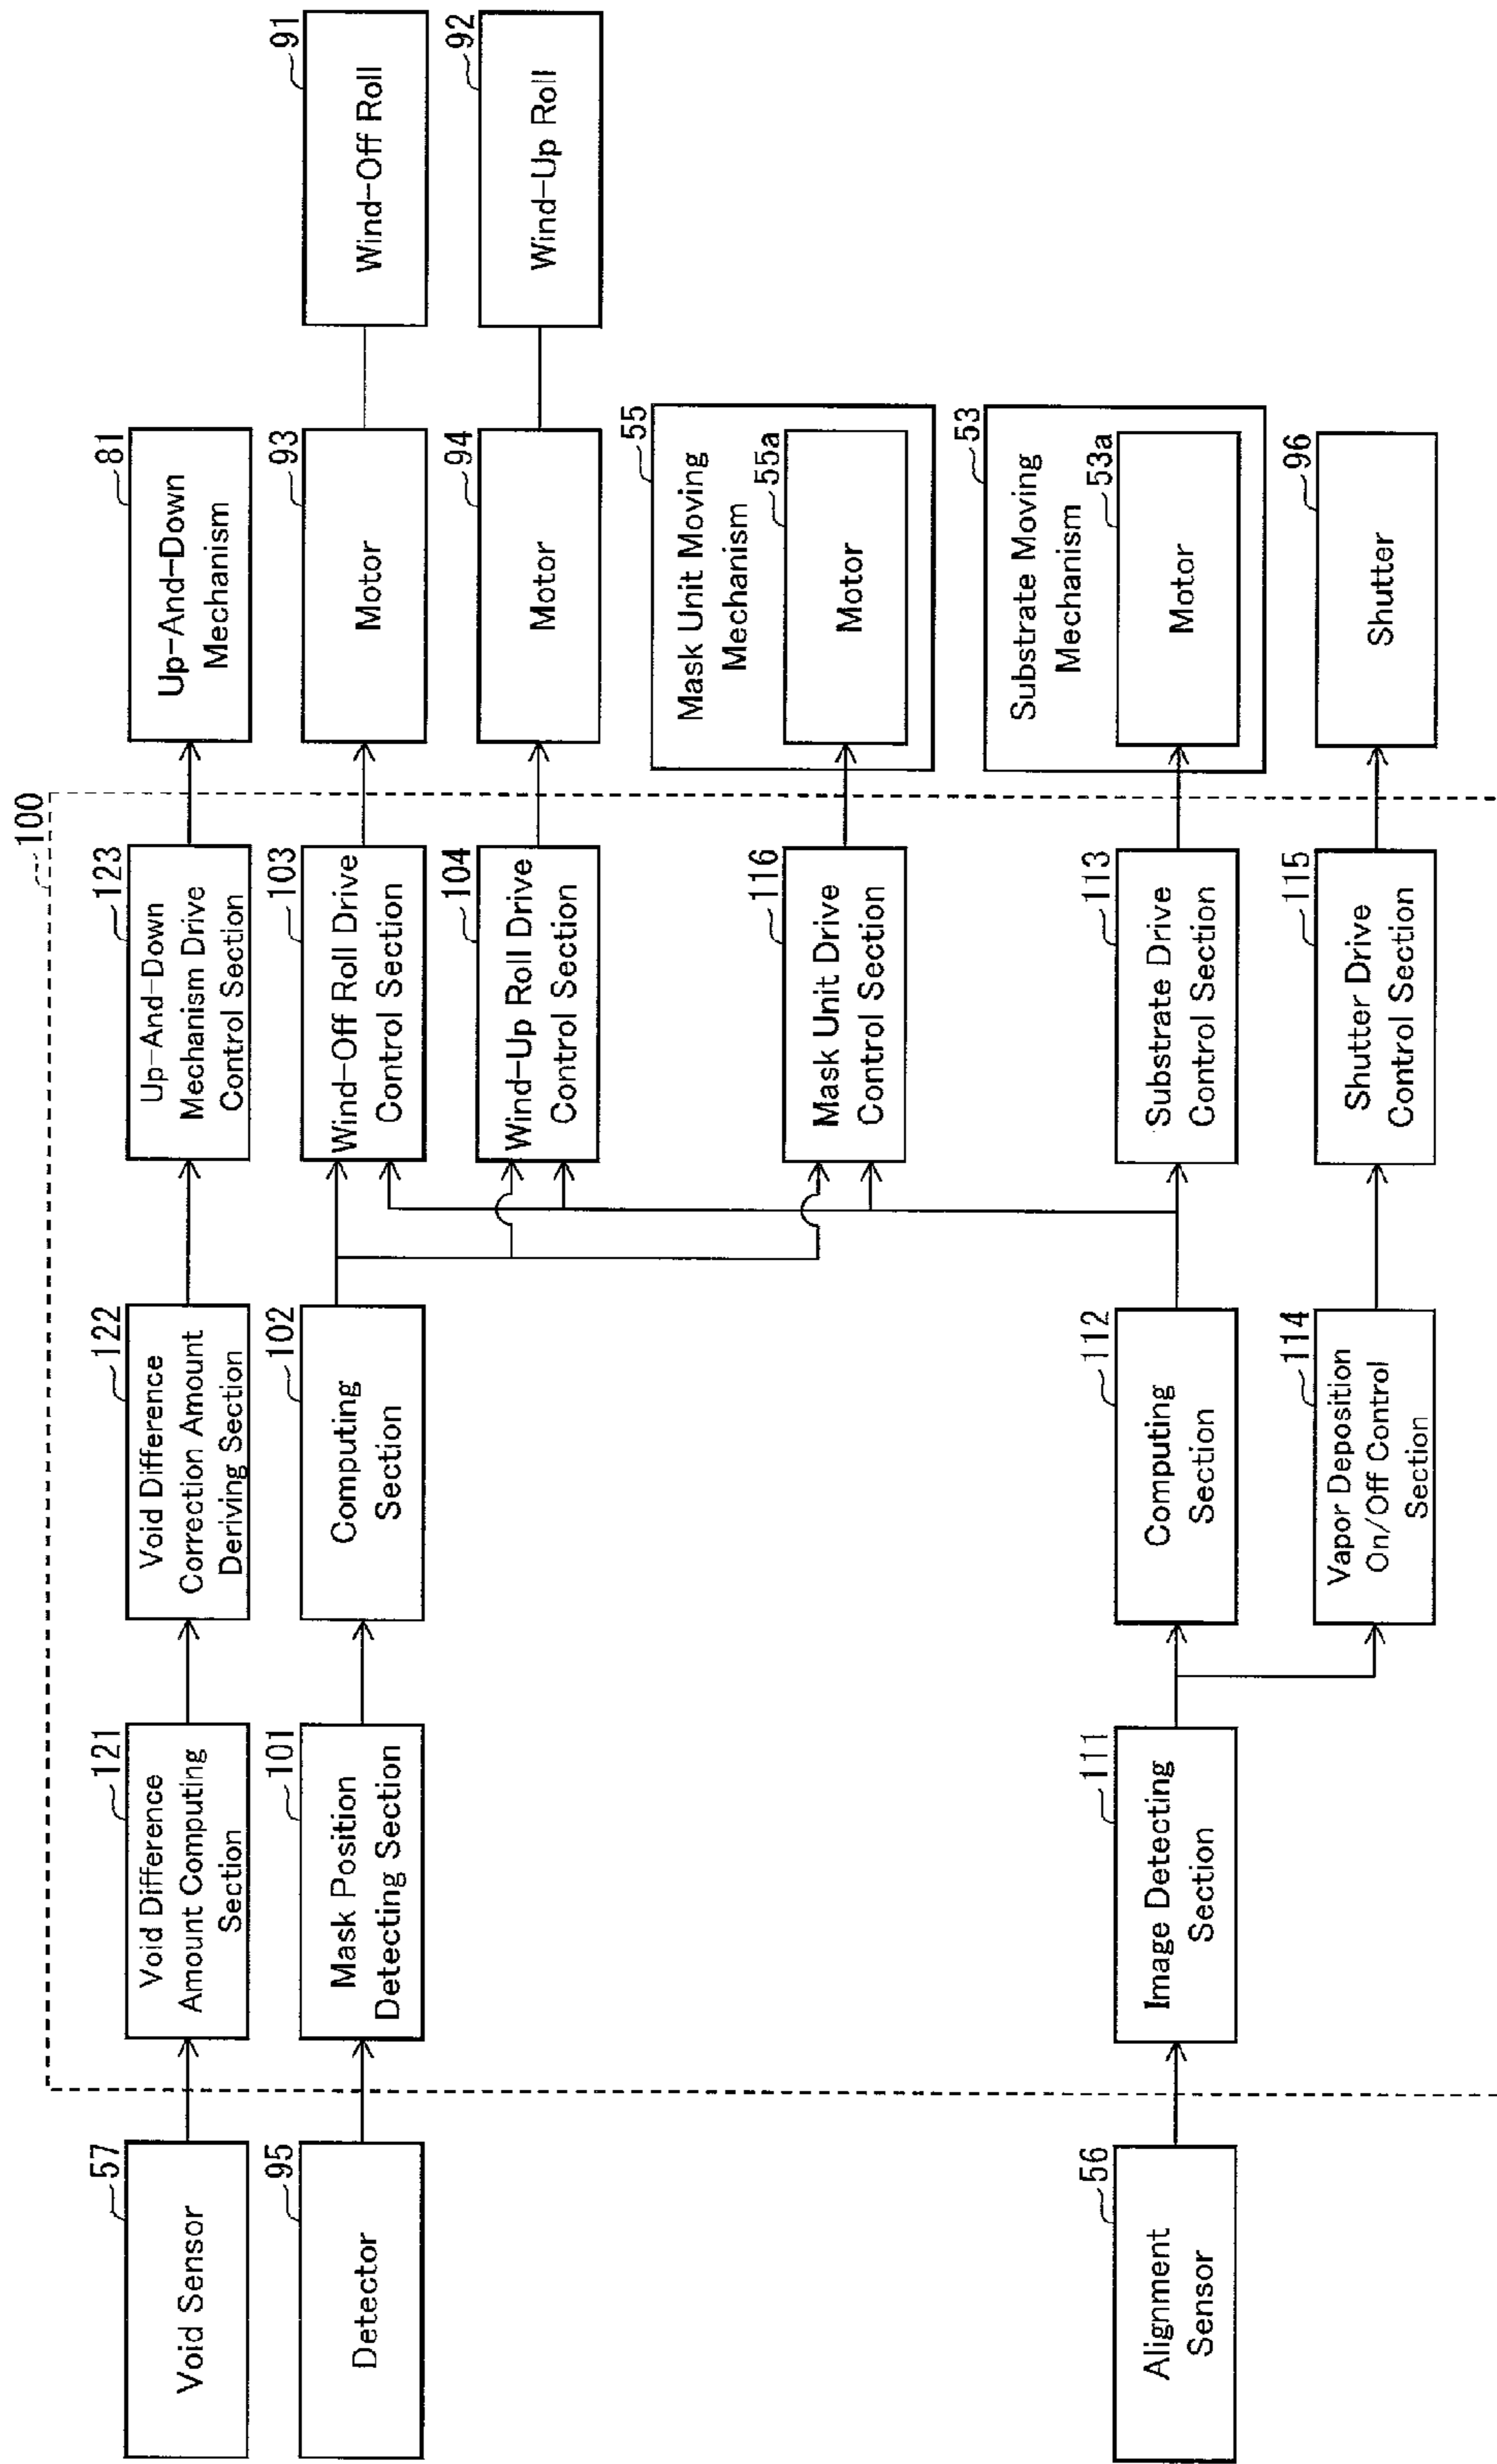 100
57
Void Sensor
121
Void Difference
Amount Computing
Section
122
Void Difference
Correction Amount
Deriving Section
123
Up-And-Down
Mechanism Drive
Control Section
81
Up-And-Down
Mechanism
95
Detector
101
Mask Position
Detecting Section
102
Computing
Section
103
Wind-Off Roll Drive
Control Section
93
Motor
91
Wind-Off Roll
104
Wind-Up Roll Drive
Control Section
94
Motor
92
Wind-Up Roll
116
Mask Unit Drive
Control Section
55
Mask Unit Moving
Mechanism
55a
Motor
56
Alignment
Sensor
111
Image Detecting
Section
112
Computing
Section
113
Substrate Drive
Control Section
53
Substrate Moving
Mechanism
53a
Motor
114
Vapor Deposition
On/Off Control
Section
115
Shutter Drive
Control Section
96
Shutter